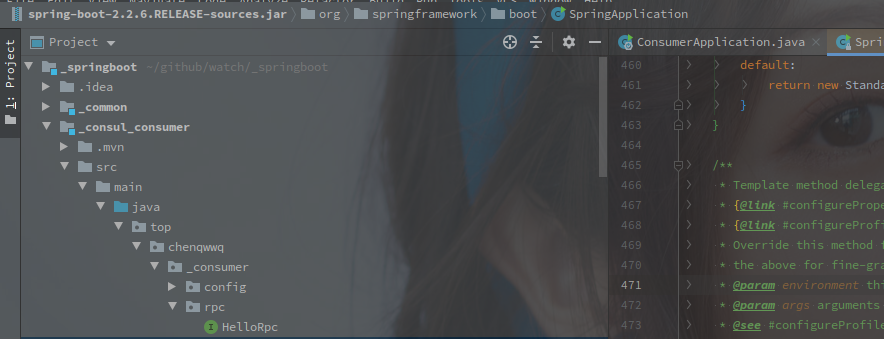 spring-boot-2.2.6.RELEASE-sources.jar org springframework boot SpringApplication
Project
ConsumerApplication.java Spri
1: Project
_springboot ~/github/watch/_springboot
.idea
_common
_consul_consumer
.mvn
src
main
java
top
chenqwwq
_consumer
config
rpc
HelloRpc
460 default:
461 return new Standa
462 }
463 }
464
465 /**
466 * Template method delega
467 * {@link #configurePrope
468 * {@link #configureProfi
469 * Override this method f
470 * the above for fine-gra
471 * @param environment thi
472 * @param args arguments
473 * @see #configureProfile